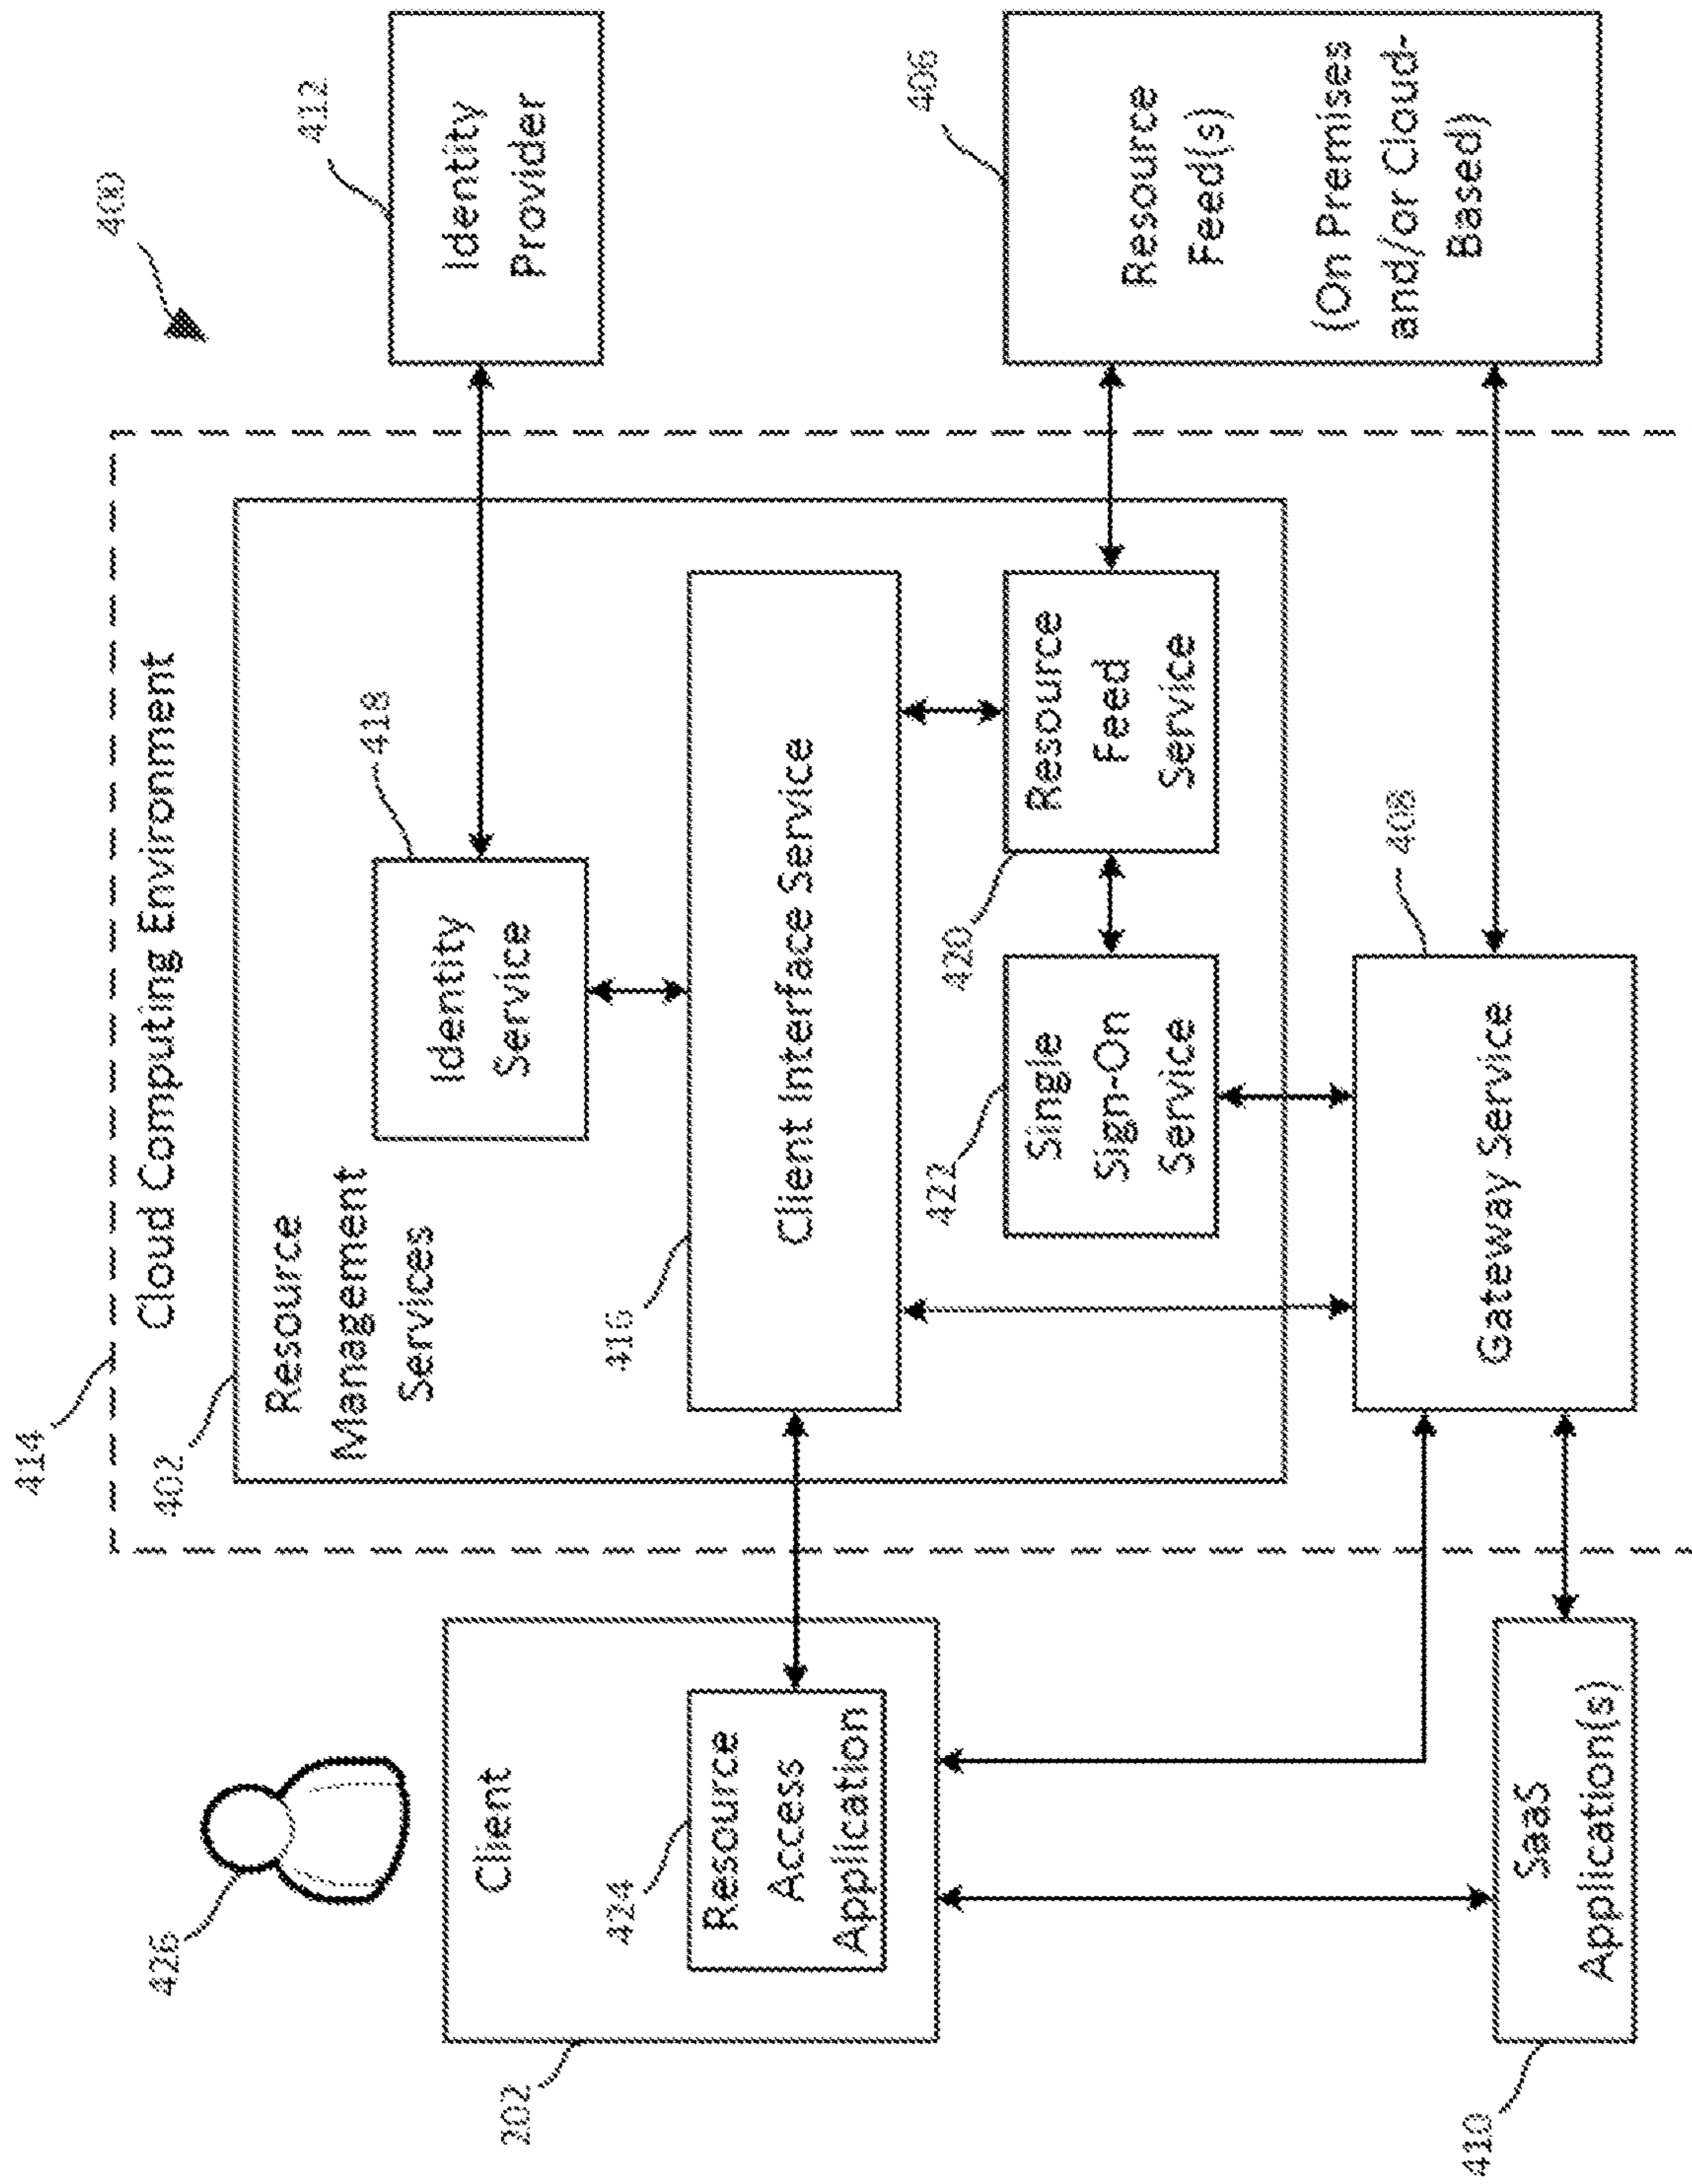 400
414
Cloud Computing Environment
426
402
Resource
Management
Services
412
Identity
Provider
418
Identity
Service
202
Client
424
Resource
Access
Application
416
Client Interface Service
406
Resource
Feed(s)
(On Premises
and/or Cloud-
Based)
422
Single
Sign-On
Service
420
Resource
Feed
Service
408
Gateway Service
410
SaaS
Application(s)